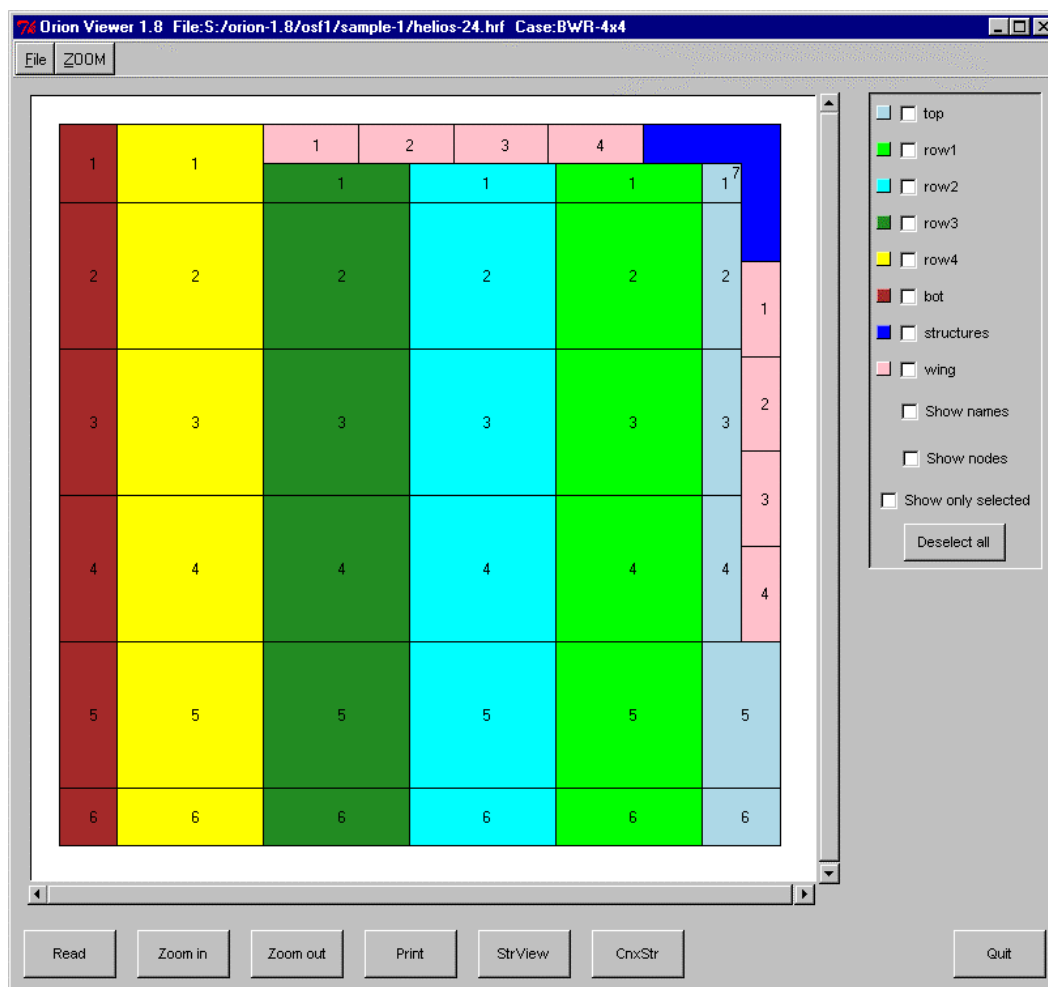 Orion Viewer 1.8 File:S:/orion-1.8/osf1/sample-1/helios-24.hrf Case:BWR-4x4
File ZOOM
1 2 3 4
1 1
1 1 1 1 7
2 2 2 2 2 2
1
3 3 3 3 3 3
2
3
4 4 4 4 4 4
4
5 5 5 5 5 5
6 6 6 6 6 6
top
row1
row2
row3
row4
bot
structures
wing
Show names
Show nodes
Show only selected
Deselect all
Read Zoom in Zoom out Print StrView CnxStr Quit